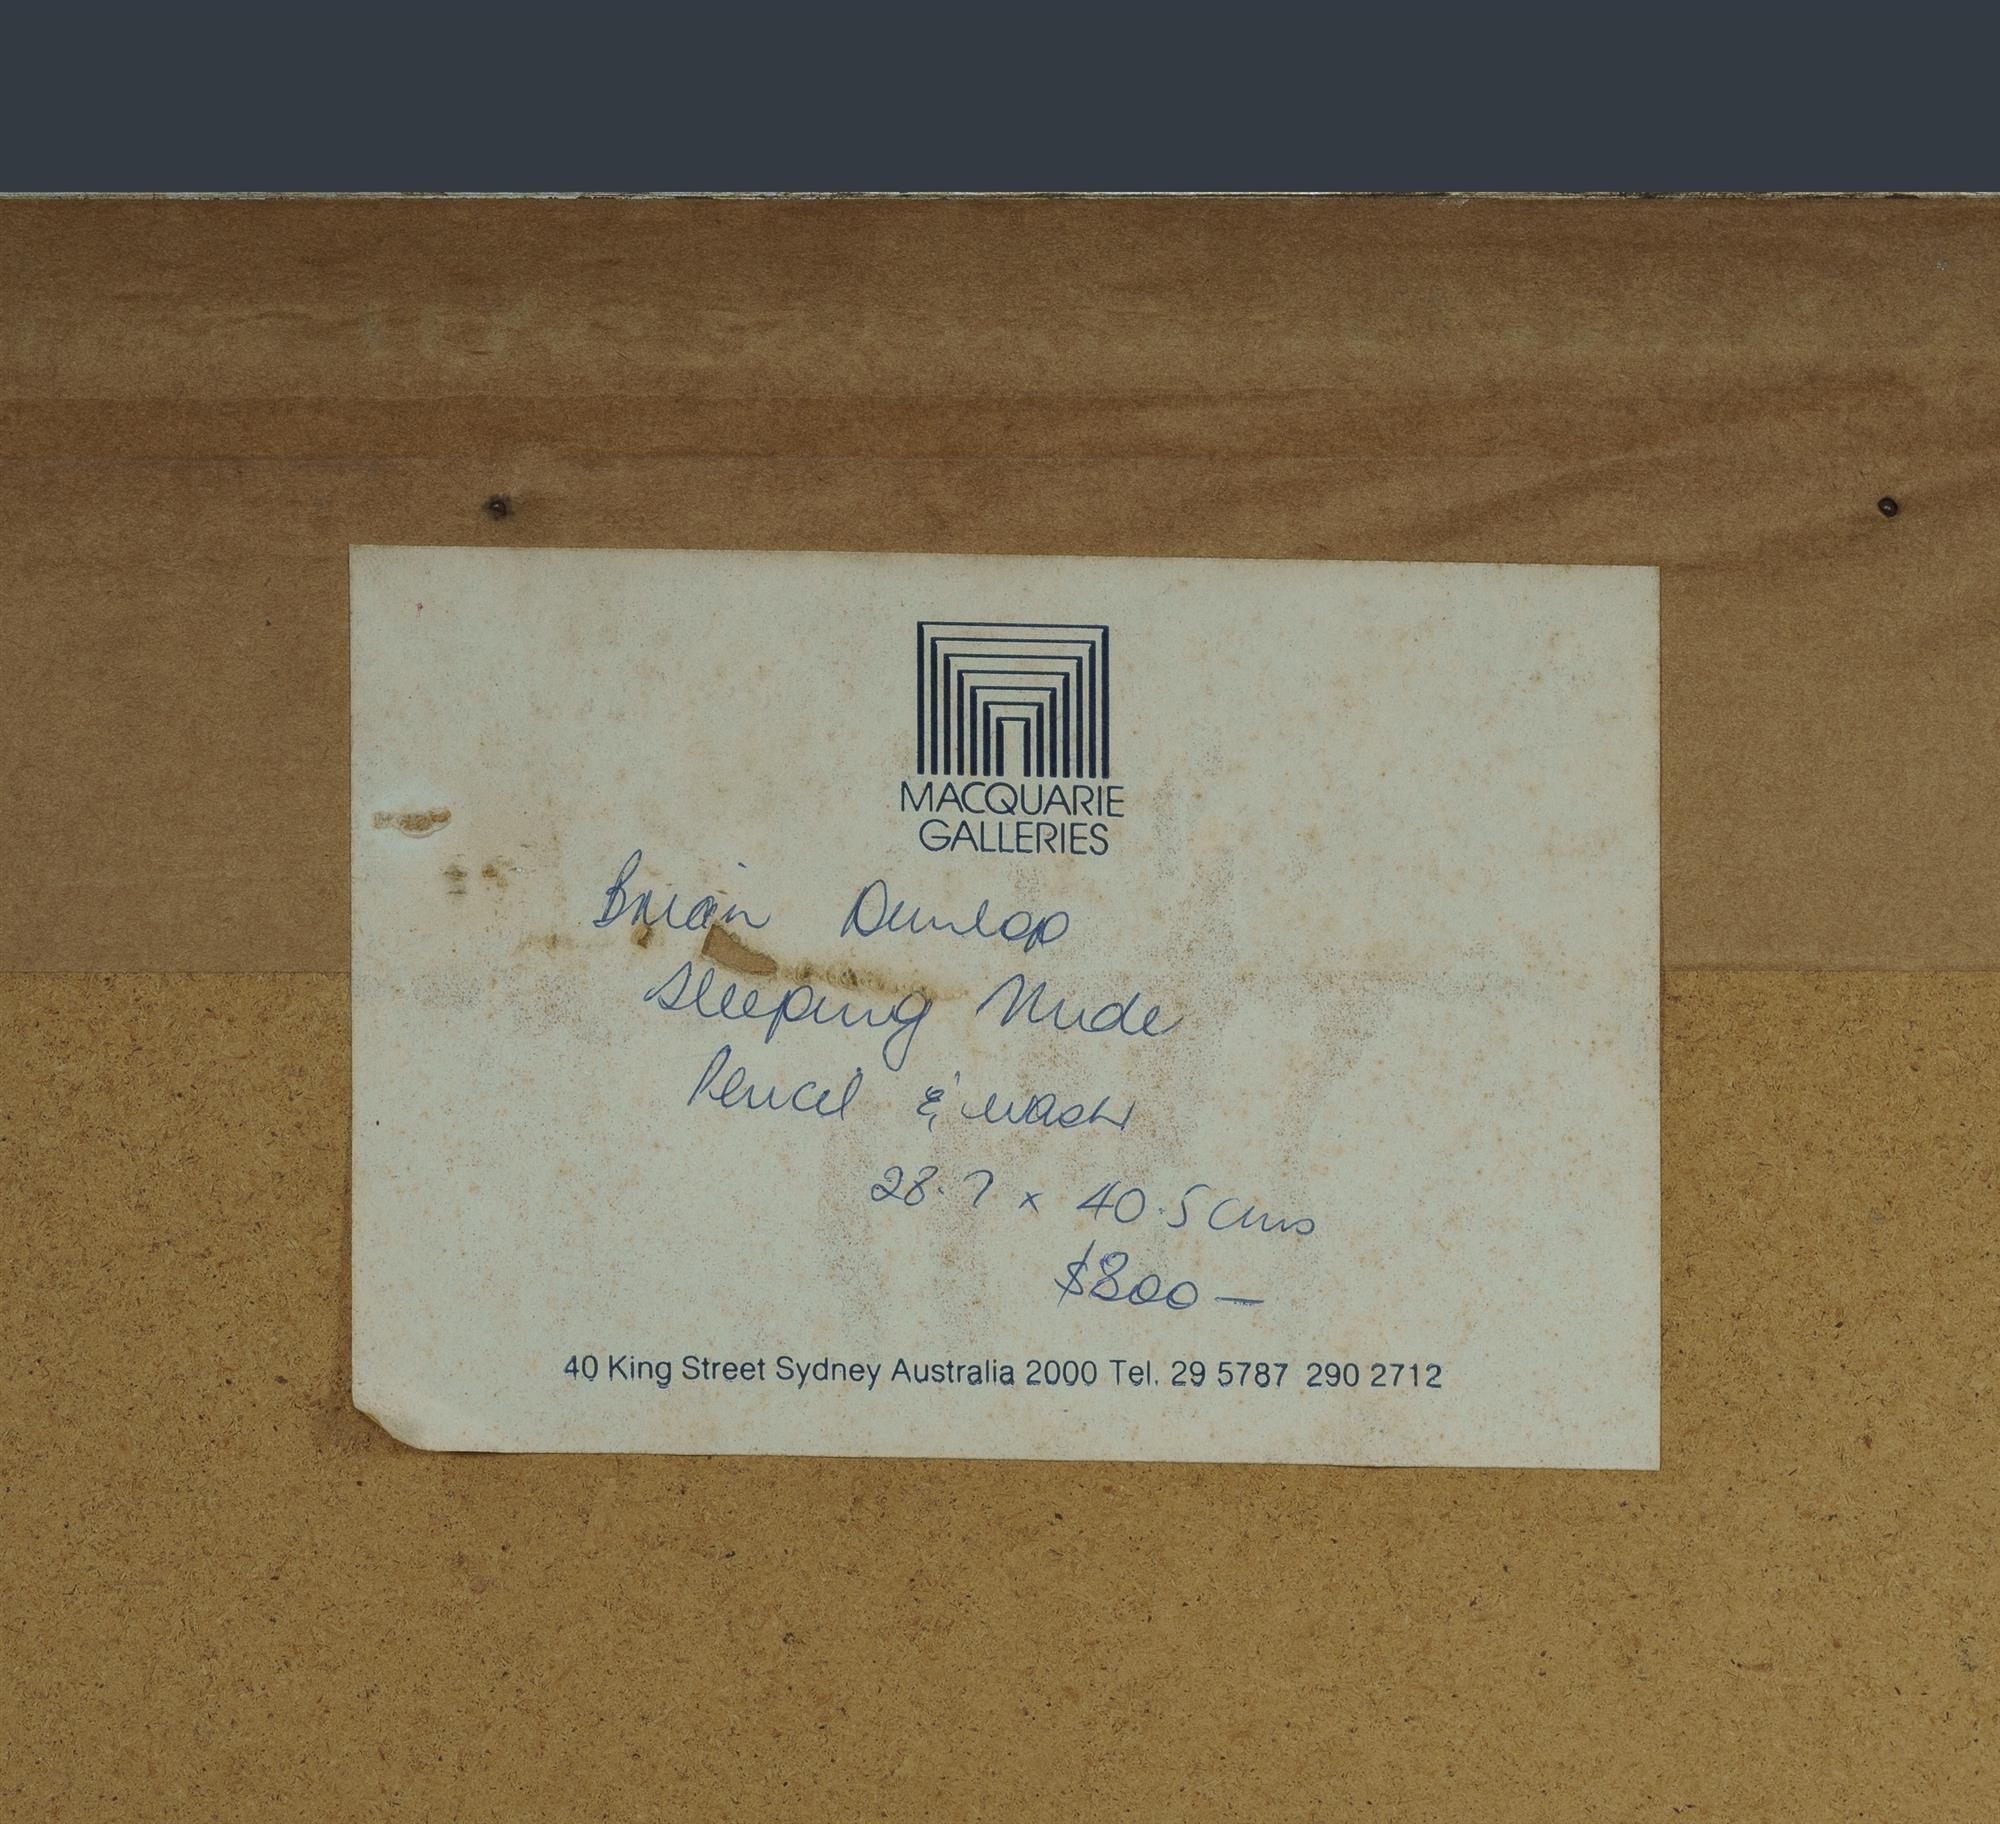 MACQUARIE
GALLERIES
Brian Dunlop
Sleeping Nude
Pencil & wash
28.7 x 40.5 cms
$800 —
40 King Street Sydney Australia 2000 Tel. 29 5787 290 2712